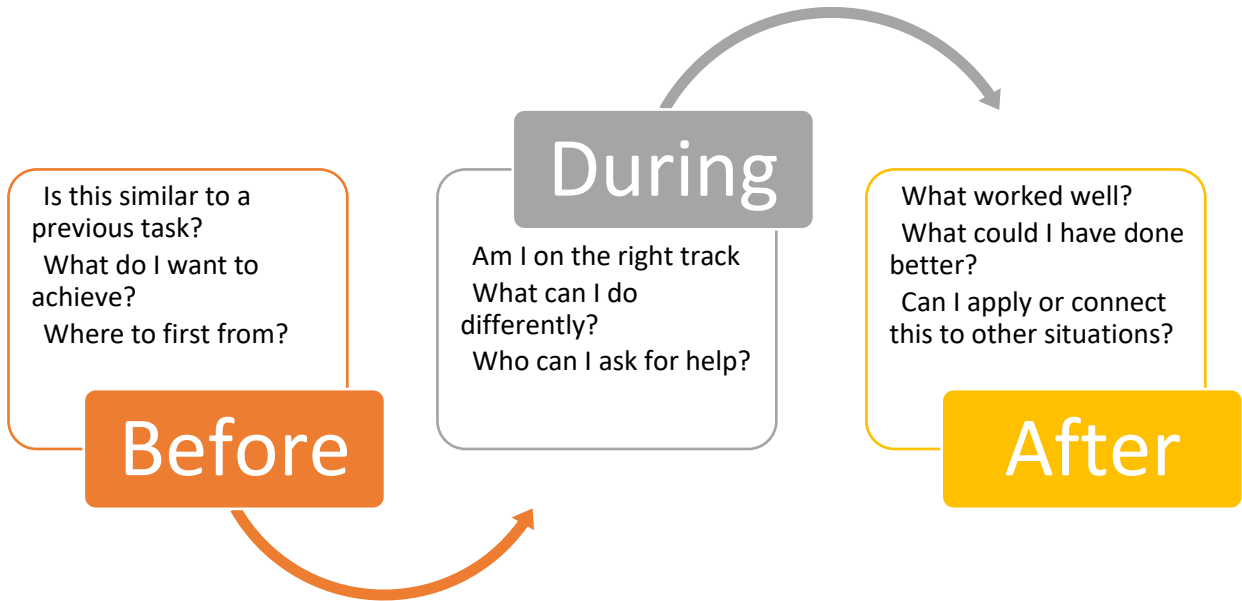 Is this similar to a
previous task?
What do I want to
achieve?
Where to first from?
Before
During
Am I on the right track
What can I do
differently?
Who can I ask for help?
What worked well?
What could I have done
better?
Can I apply or connect
this to other situations?
After